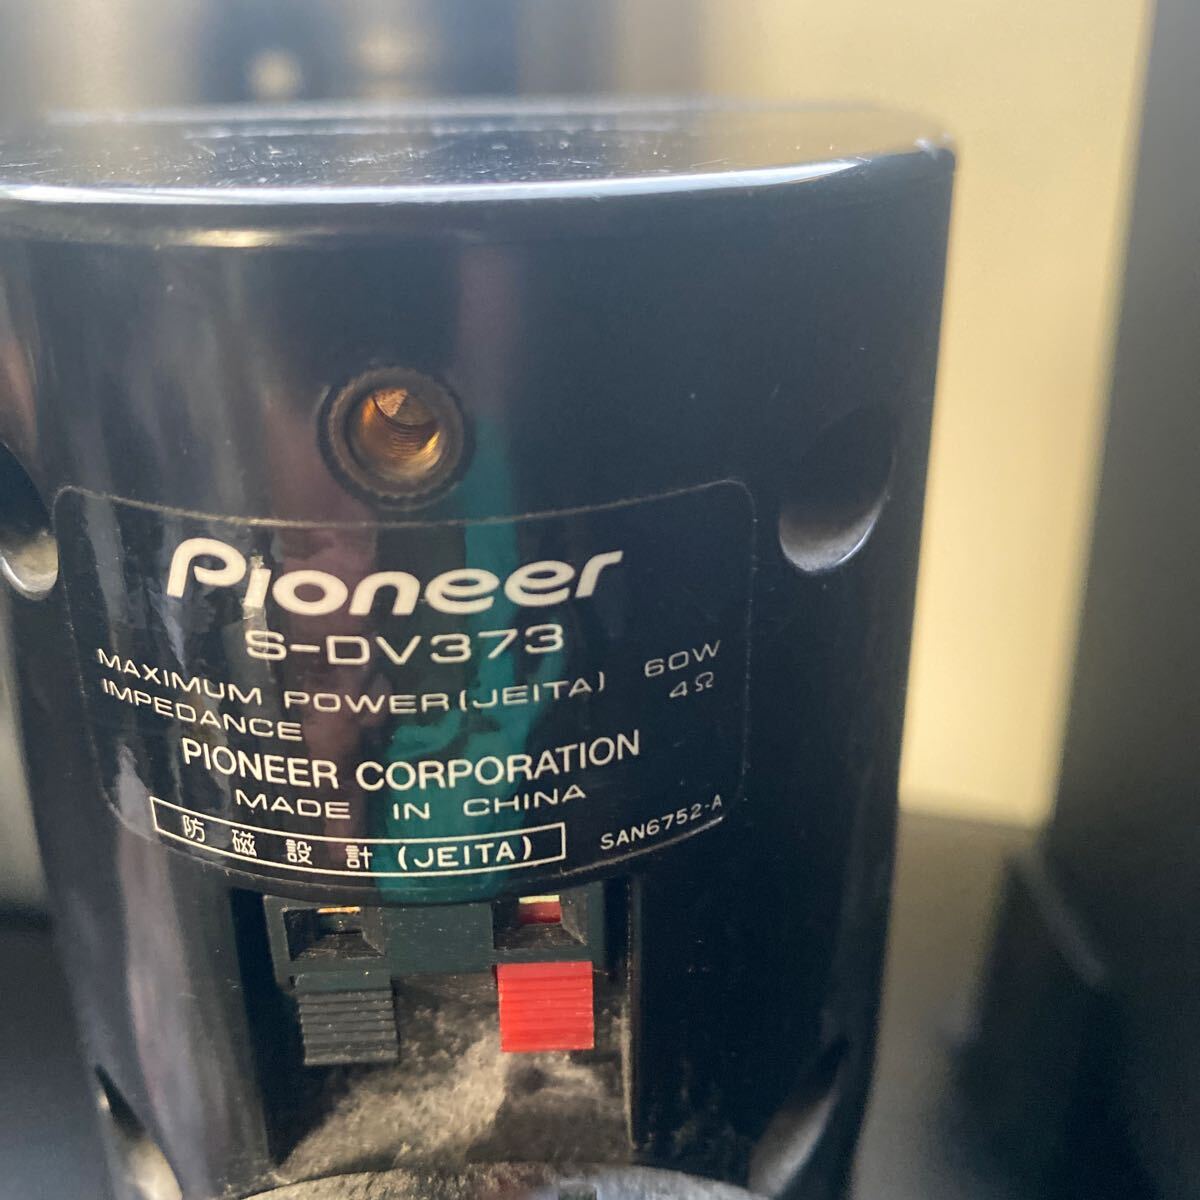 Pioneer
S-DV373
MAXIMUM POWER(JEITA) 60W
IMPEDANCE 4Ω
PIONEER CORPORATION
MADE IN CHINA
防磁設計(JEITA) SAN6752-A